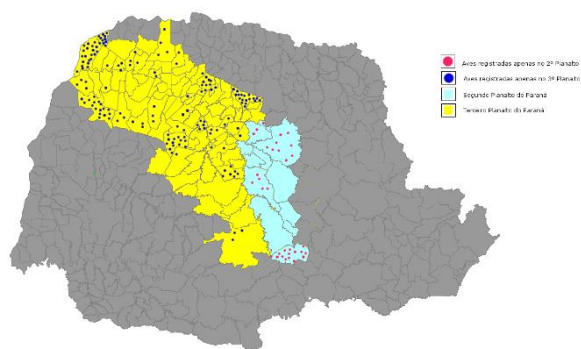 Aves registradas apenas no 2º Planalto
Aves registradas apenas no 3º Planalto
Segundo Planalto do Paraná
Terceiro Planalto do Paraná